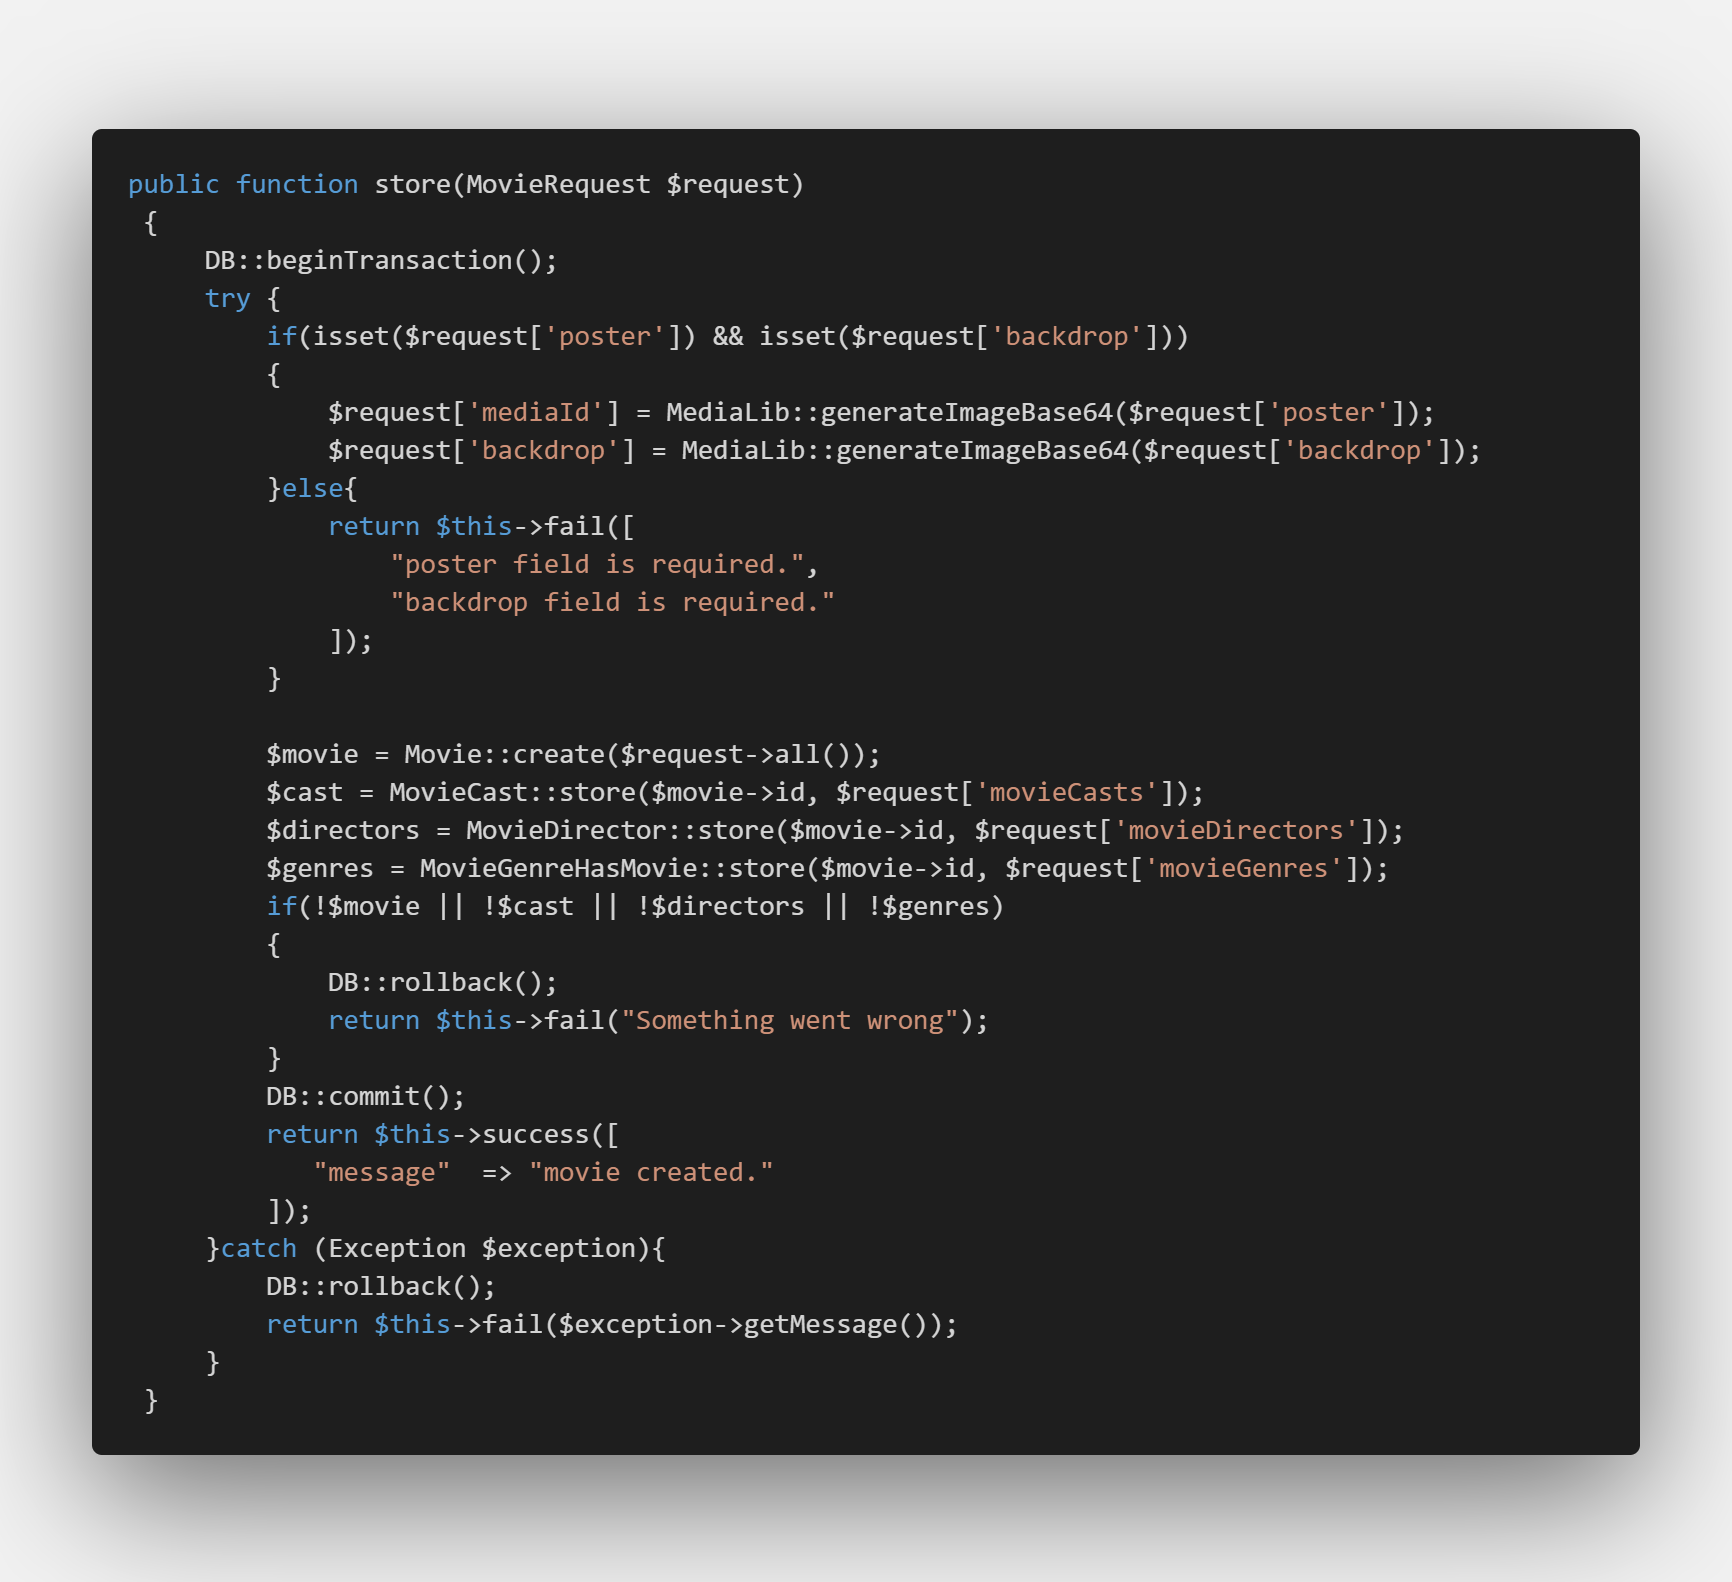 public function store(MovieRequest $request)
 {
     DB::beginTransaction();
     try {
         if(isset($request['poster']) && isset($request['backdrop']))
         {
             $request['mediaId'] = MediaLib::generateImageBase64($request['poster']);
             $request['backdrop'] = MediaLib::generateImageBase64($request['backdrop']);
         }else{
             return $this->fail([
                 "poster field is required.",
                 "backdrop field is required."
             ]);
         }

         $movie = Movie::create($request->all());
         $cast = MovieCast::store($movie->id, $request['movieCasts']);
         $directors = MovieDirector::store($movie->id, $request['movieDirectors']);
         $genres = MovieGenreHasMovie::store($movie->id, $request['movieGenres']);
         if(!$movie || !$cast || !$directors || !$genres)
         {
             DB::rollback();
             return $this->fail("Something went wrong");
         }
         DB::commit();
         return $this->success([
            "message"  => "movie created."
         ]);
     }catch (Exception $exception){
         DB::rollback();
         return $this->fail($exception->getMessage());
     }
 }